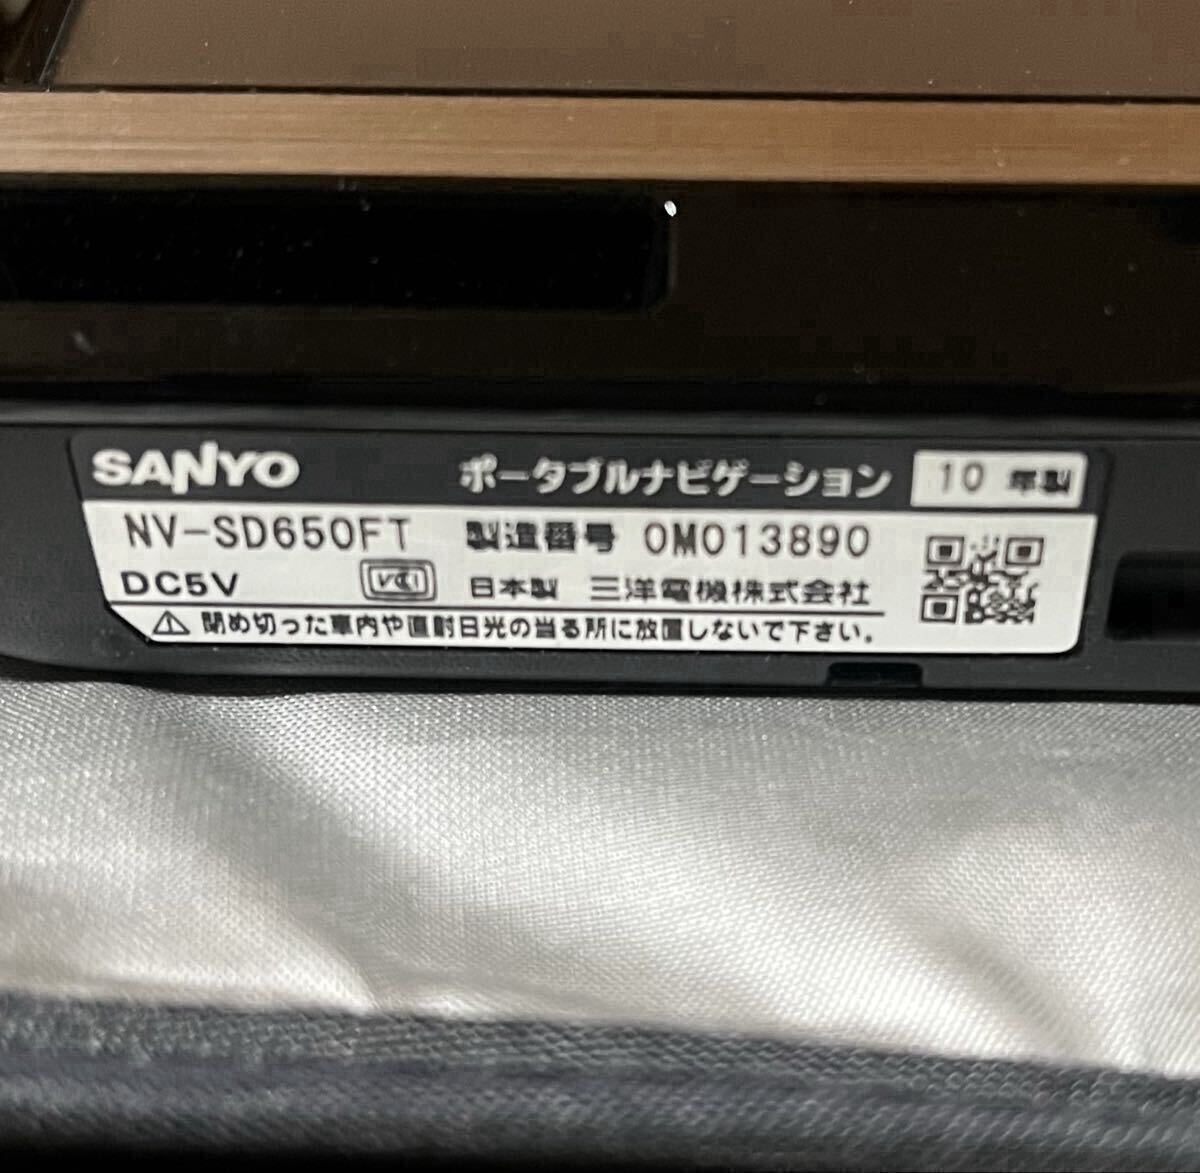 SANYO ポータブルナビゲーション 10 年製
NV-SD650FT 製造番号 0M013890
DC5V VCCI 日本製 三洋電機株式会社
⚠ 閉め切った車内や直射日光の当る所に放置しないで下さい。